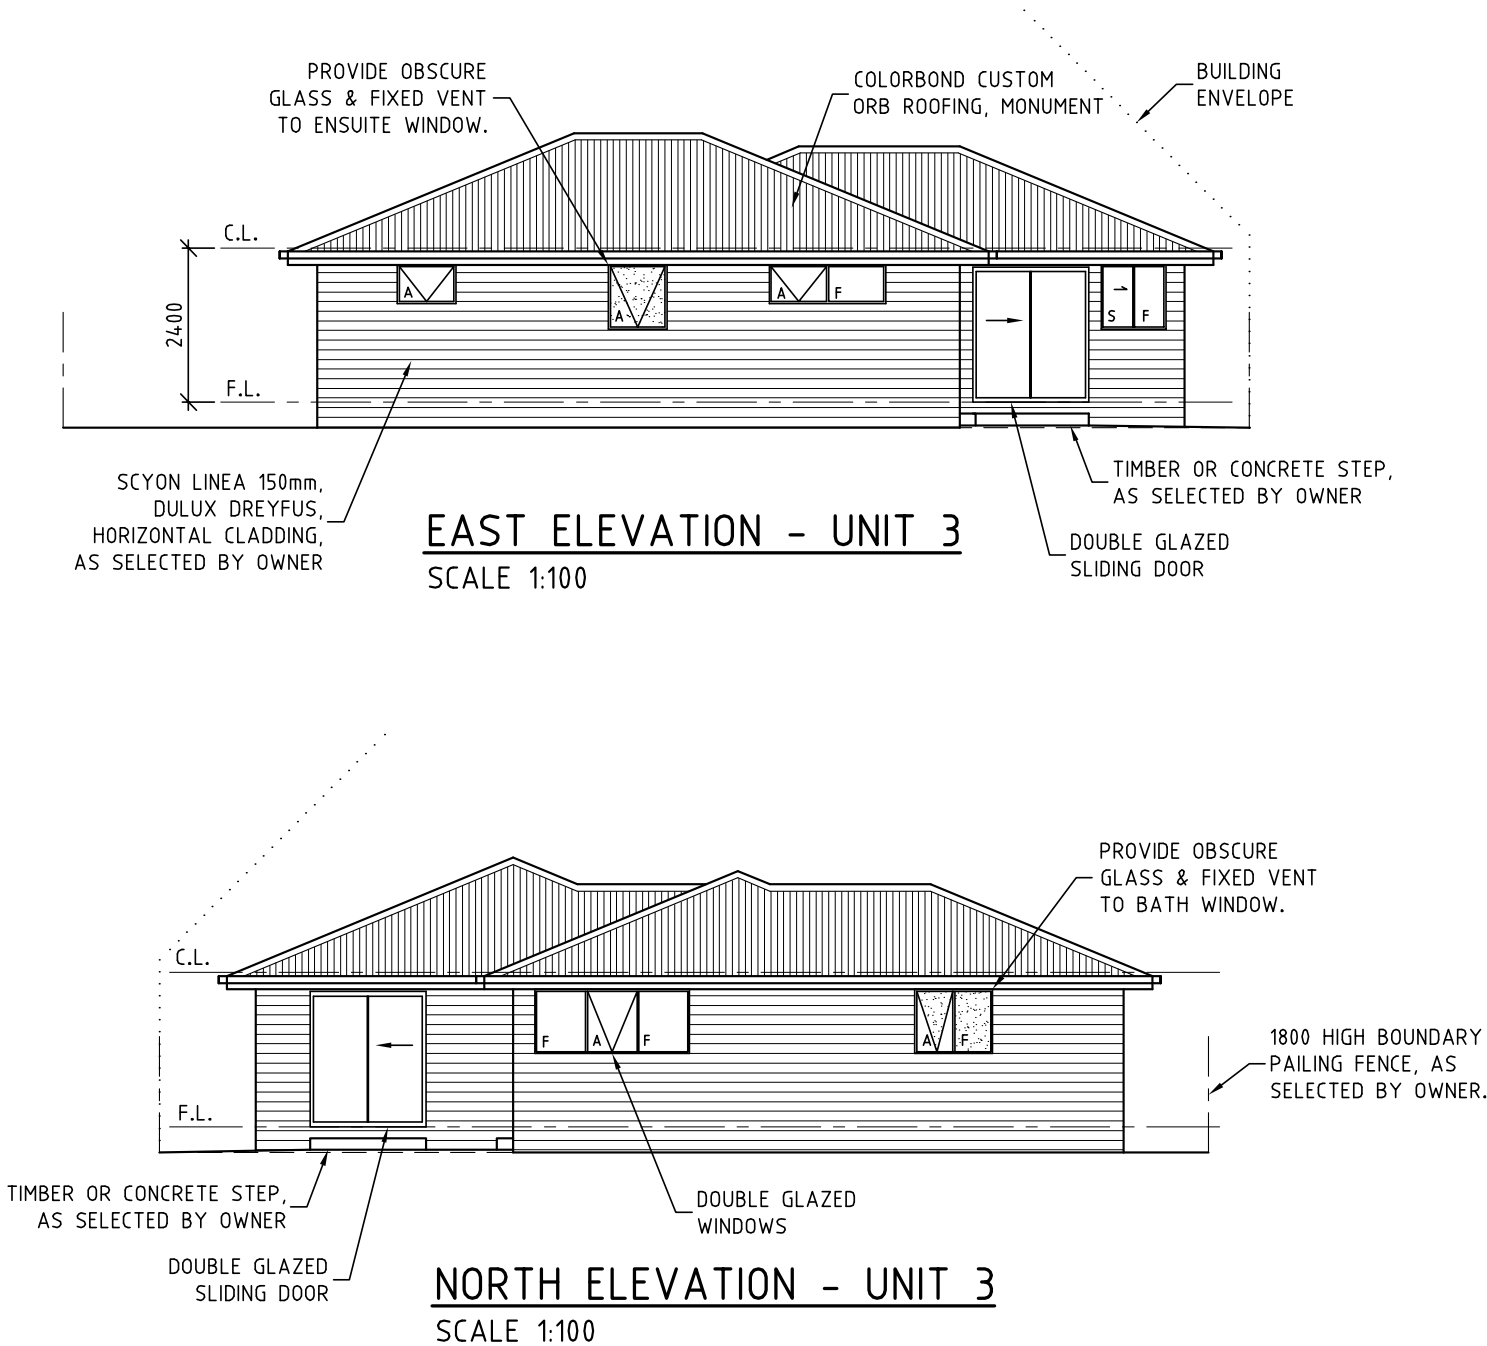 PROVIDE OBSCURE
GLASS & FIXED VENT
TO ENSUITE WINDOW.
COLORBOND CUSTOM
ORB ROOFING, MONUMENT
BUILDING
ENVELOPE
C.L.
2400
F.L.
A
A
A
F
S
F
SCYON LINEA 150mm,
DULUX DREYFUS,
HORIZONTAL CLADDING,
AS SELECTED BY OWNER
TIMBER OR CONCRETE STEP,
AS SELECTED BY OWNER
DOUBLE GLAZED
SLIDING DOOR
EAST ELEVATION - UNIT 3
SCALE 1:100
PROVIDE OBSCURE
GLASS & FIXED VENT
TO BATH WINDOW.
C.L.
F.L.
F
A
F
A
F
1800 HIGH BOUNDARY
PAILING FENCE, AS
SELECTED BY OWNER.
TIMBER OR CONCRETE STEP,
AS SELECTED BY OWNER
DOUBLE GLAZED
WINDOWS
DOUBLE GLAZED
SLIDING DOOR
NORTH ELEVATION - UNIT 3
SCALE 1:100